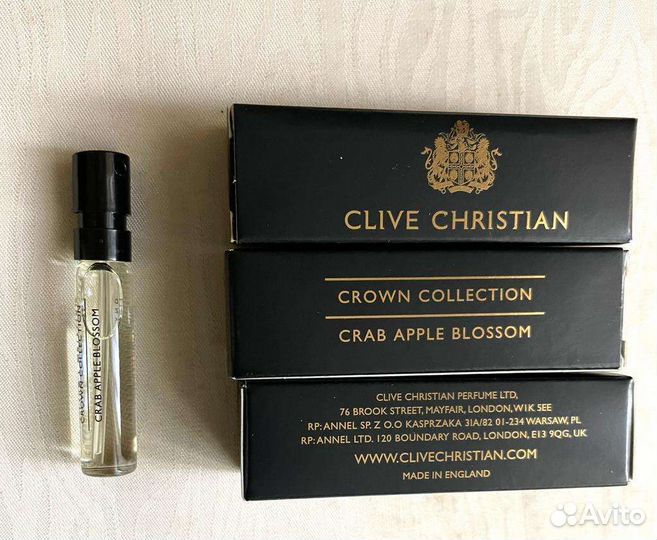 CROWN COLLECTION
CRAB APPLE BLOSSOM
CLIVE CHRISTIAN
CROWN COLLECTION
CRAB APPLE BLOSSOM
CLIVE CHRISTIAN PERFUME LTD,
76 BROOK STREET, MAYFAIR, LONDON, W1K 5EE
RP: ANNEL SP. Z O.O KASPRZAKA 31A/82 01-234 WARSAW, PL
RP: ANNEL LTD. 120 BOUNDARY ROAD, LONDON, E13 9QG, UK
WWW.CLIVECHRISTIAN.COM
MADE IN ENGLAND
Avito